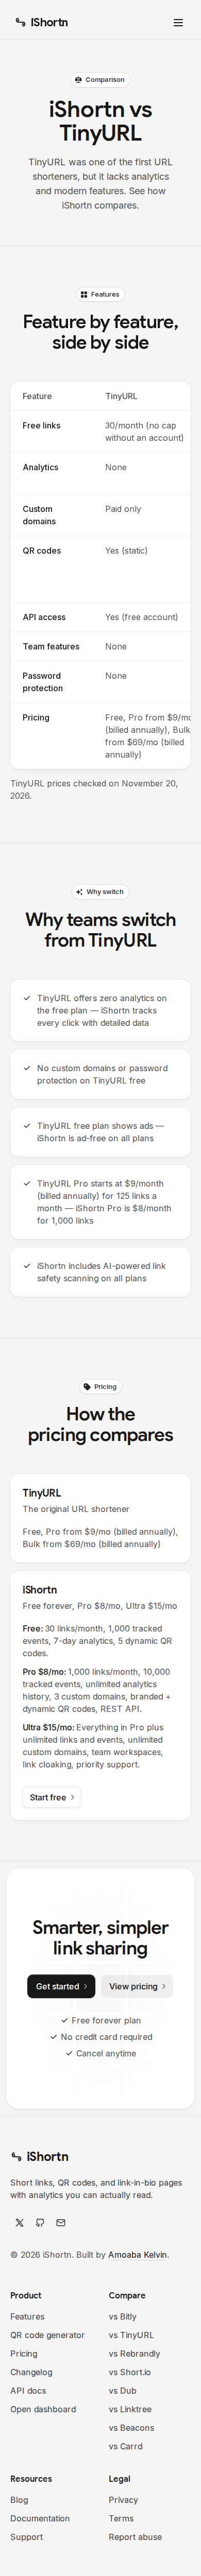 iShortn
Comparison
iShortn vs
TinyURL
TinyURL was one of the first URL
shorteners, but it lacks analytics
and modern features. See how
iShortn compares.
Features
Feature by feature,
side by side
Feature TinyURL
Free links 30/month (no cap
without an account)
Analytics None
Custom Paid only
domains
QR codes Yes (static)
API access Yes (free account)
Team features None
Password None
protection
Pricing Free, Pro from $9/mo
(billed annually), Bulk
from $69/mo (billed
annually)
TinyURL prices checked on November 20,
2026.
Why switch
Why teams switch
from TinyURL
TinyURL offers zero analytics on
the free plan — iShortn tracks
every click with detailed data
No custom domains or password
protection on TinyURL free
TinyURL free plan shows ads —
iShortn is ad-free on all plans
TinyURL Pro starts at $9/month
(billed annually) for 125 links a
month — iShortn Pro is $8/month
for 1,000 links
iShortn includes AI-powered link
safety scanning on all plans
Pricing
How the
pricing compares
TinyURL
The original URL shortener
Free, Pro from $9/mo (billed annually),
Bulk from $69/mo (billed annually)
iShortn
Free forever, Pro $8/mo, Ultra $15/mo
Free: 30 links/month, 1,000 tracked
events, 7-day analytics, 5 dynamic QR
codes.
Pro $8/mo: 1,000 links/month, 10,000
tracked events, unlimited analytics
history, 3 custom domains, branded +
dynamic QR codes, REST API.
Ultra $15/mo: Everything in Pro plus
unlimited links and events, unlimited
custom domains, team workspaces,
link cloaking, priority support.
Start free
Smarter, simpler
link sharing
Get started View pricing
Free forever plan
No credit card required
Cancel anytime
iShortn
Short links, QR codes, and link-in-bio pages
with analytics you can actually read.
© 2026 iShortn. Built by Amoaba Kelvin.
Product
Features
QR code generator
Pricing
Changelog
API docs
Open dashboard
Compare
vs Bitly
vs TinyURL
vs Rebrandly
vs Short.io
vs Dub
vs Linktree
vs Beacons
vs Carrd
Resources
Blog
Documentation
Support
Legal
Privacy
Terms
Report abuse